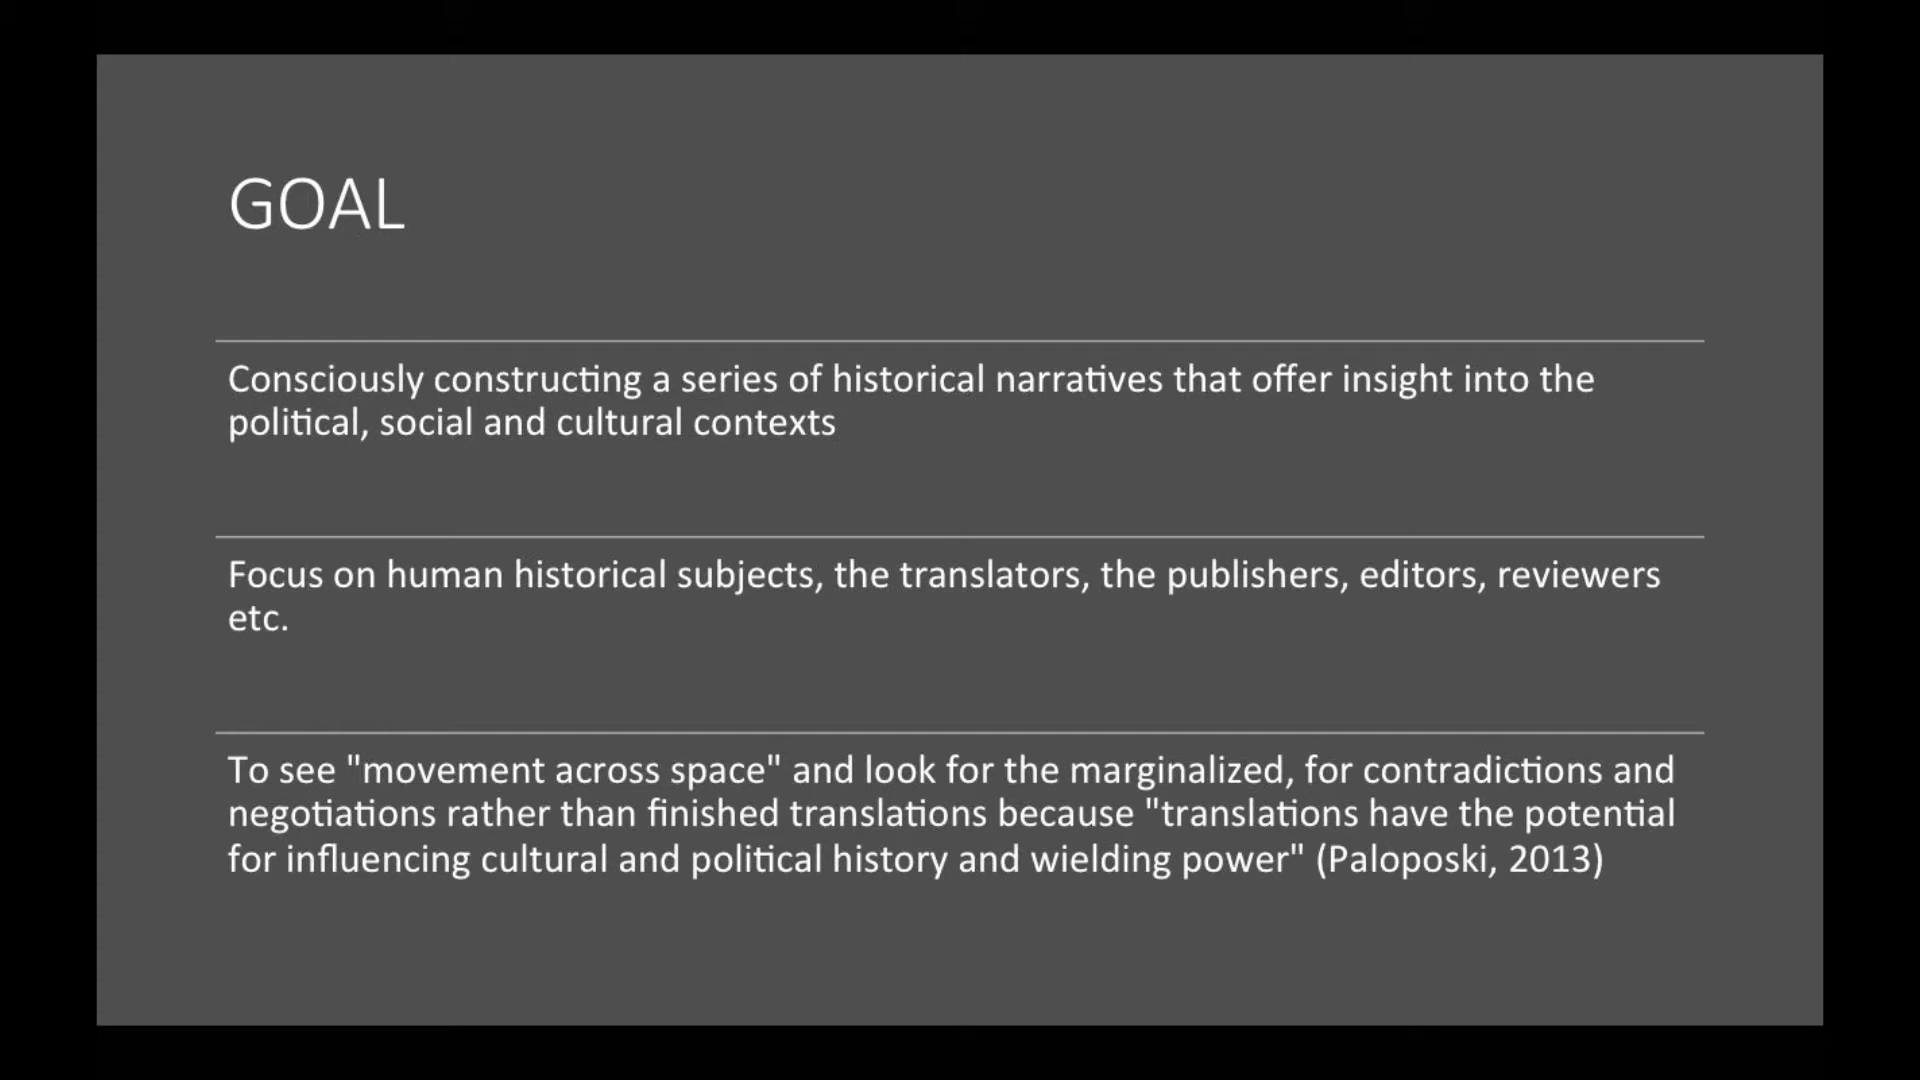 GOAL
Consciously constructing a series of historical narratives that offer insight into the
political, social and cultural contexts
Focus on human historical subjects, the translators, the publishers, editors, reviewers
etc.
To see "movement across space" and look for the marginalized, for contradictions and
negotiations rather than finished translations because "translations have the potential
for influencing cultural and political history and wielding power" (Paloposki, 2013)